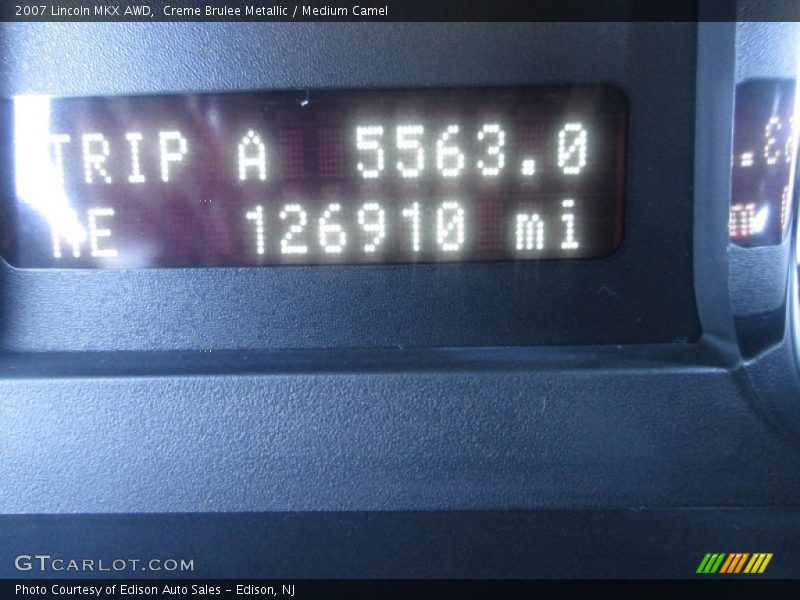 2007 Lincoln MKX AWD, Creme Brulee Metallic / Medium Camel
TRIP A 5563.0
NE 126910 mi
GTCARLOT.COM
Photo Courtesy of Edison Auto Sales - Edison, NJ